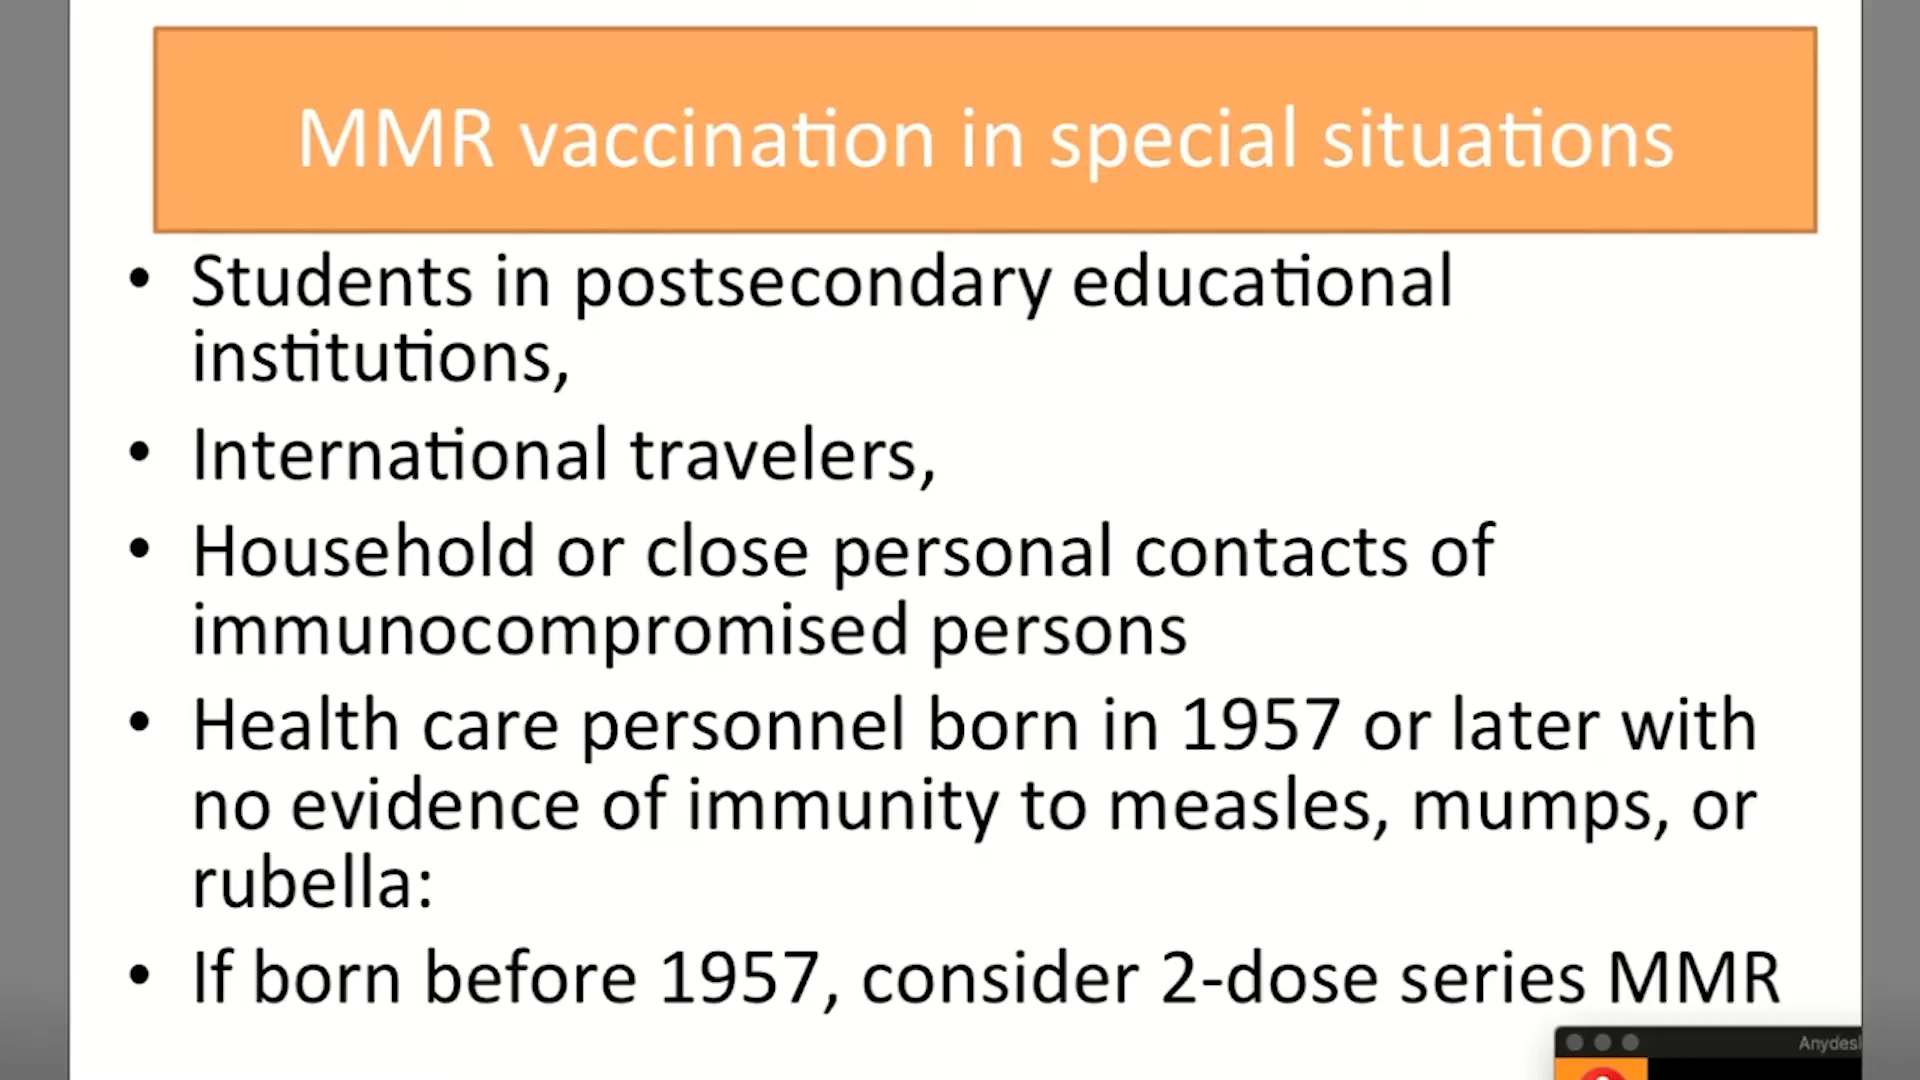 MMR vaccination in special situations
• Students in postsecondary educational
institutions,
• International travelers,
• Household or close personal contacts of
immunocompromised persons
• Health care personnel born in 1957 or later with
no evidence of immunity to measles, mumps, or
rubella:
• If born before 1957, consider 2-dose series MMR